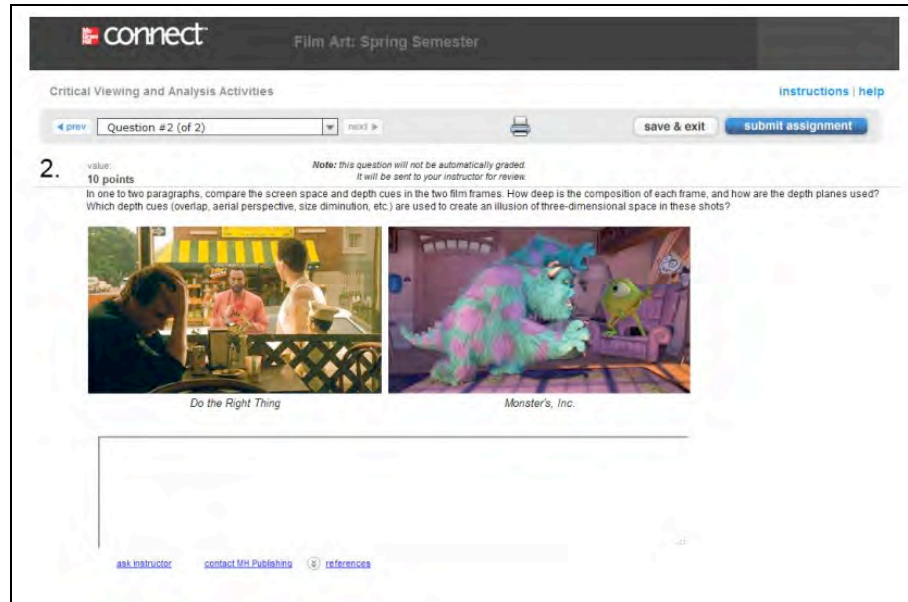 Mc Graw Hill connect
Film Art: Spring Semester
Critical Viewing and Analysis Activities
instructions | help
prev Question #2 (of 2) next save & exit submit assignment
2. value: 10 points
Note: this question will not be automatically graded.
It will be sent to your instructor for review.
In one to two paragraphs, compare the screen space and depth cues in the two film frames. How deep is the composition of each frame, and how are the depth planes used?
Which depth cues (overlap, aerial perspective, size diminution, etc.) are used to create an illusion of three-dimensional space in these shots?
Do the Right Thing
Monster's, Inc.
ask instructor contact MH Publishing references